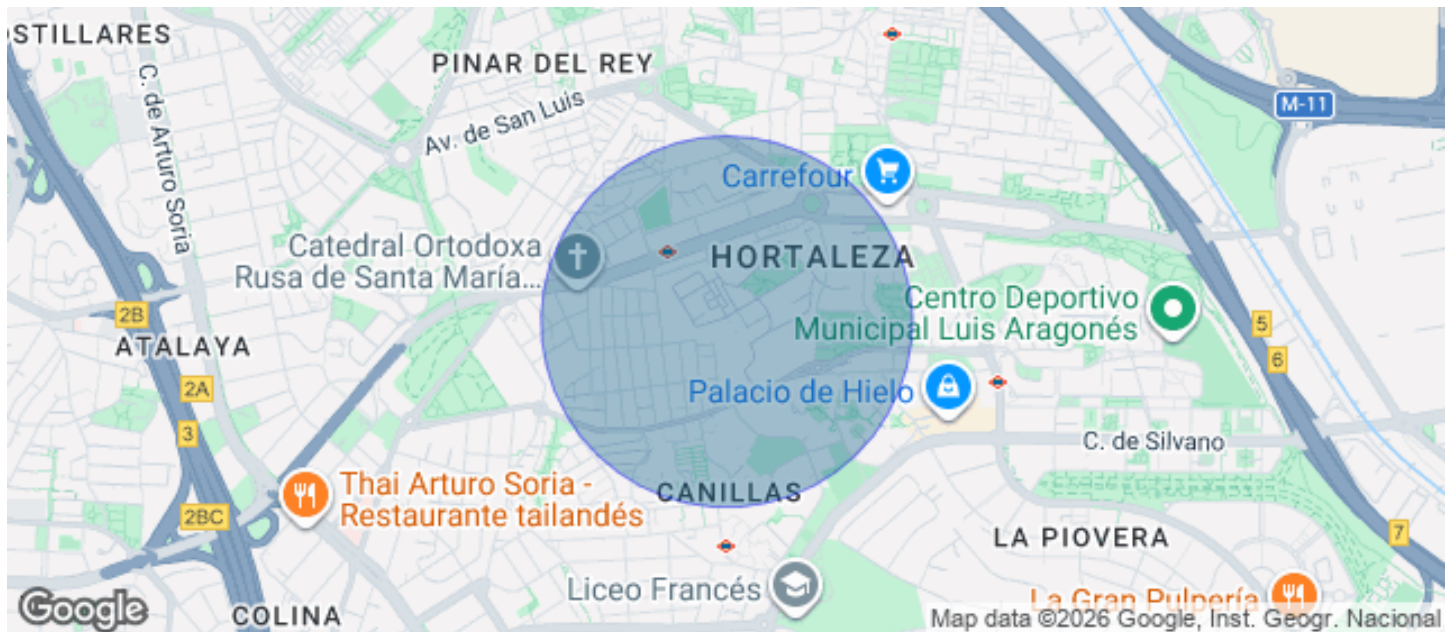 OSTILLARES
C. de Arturo Soria
PINAR DEL REY
Av. de San Luis
M-11
Carrefour
Catedral Ortodoxa
Rusa de Santa María...
HORTALEZA
Centro Deportivo
Municipal Luis Aragonés
2B
5
6
ATALAYA
2A
Palacio de Hielo
3
C. de Silvano
Thai Arturo Soria -
Restaurante tailandés
CANILLAS
2BC
7
LA PIOVERA
Liceo Francés
La Gran Pulpería
Google
COLINA
Map data ©2026 Google, Inst. Geogr. Nacional